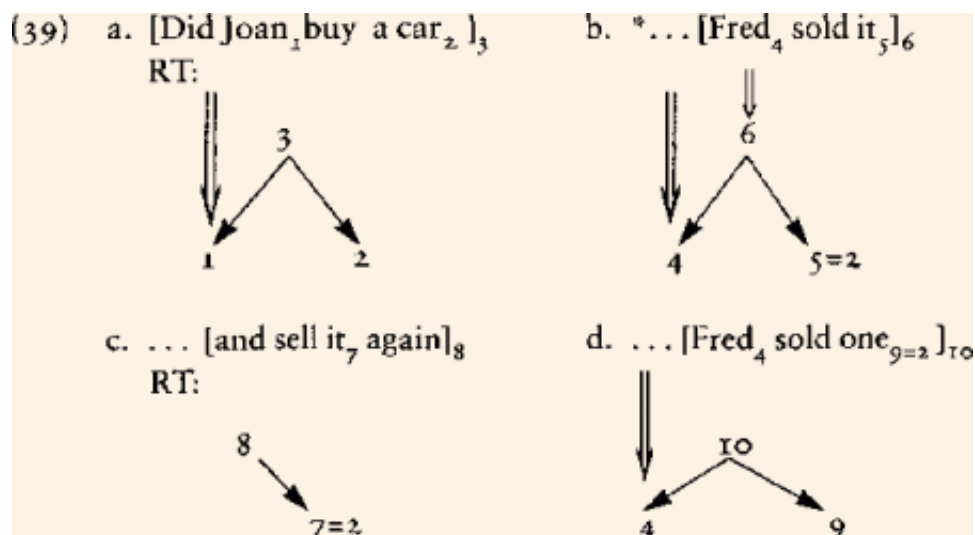 (39) a. [Did Joan₁ buy a car₂ ]₃ b. *... [Fred₄ sold it₅]₆
RT:
3 6
1 2 4 5=2
c. ... [and sell it₇ again]₈ d. ... [Fred₄ sold one₉₌₂ ]₁₀
RT:
8 10
7=2 4 9